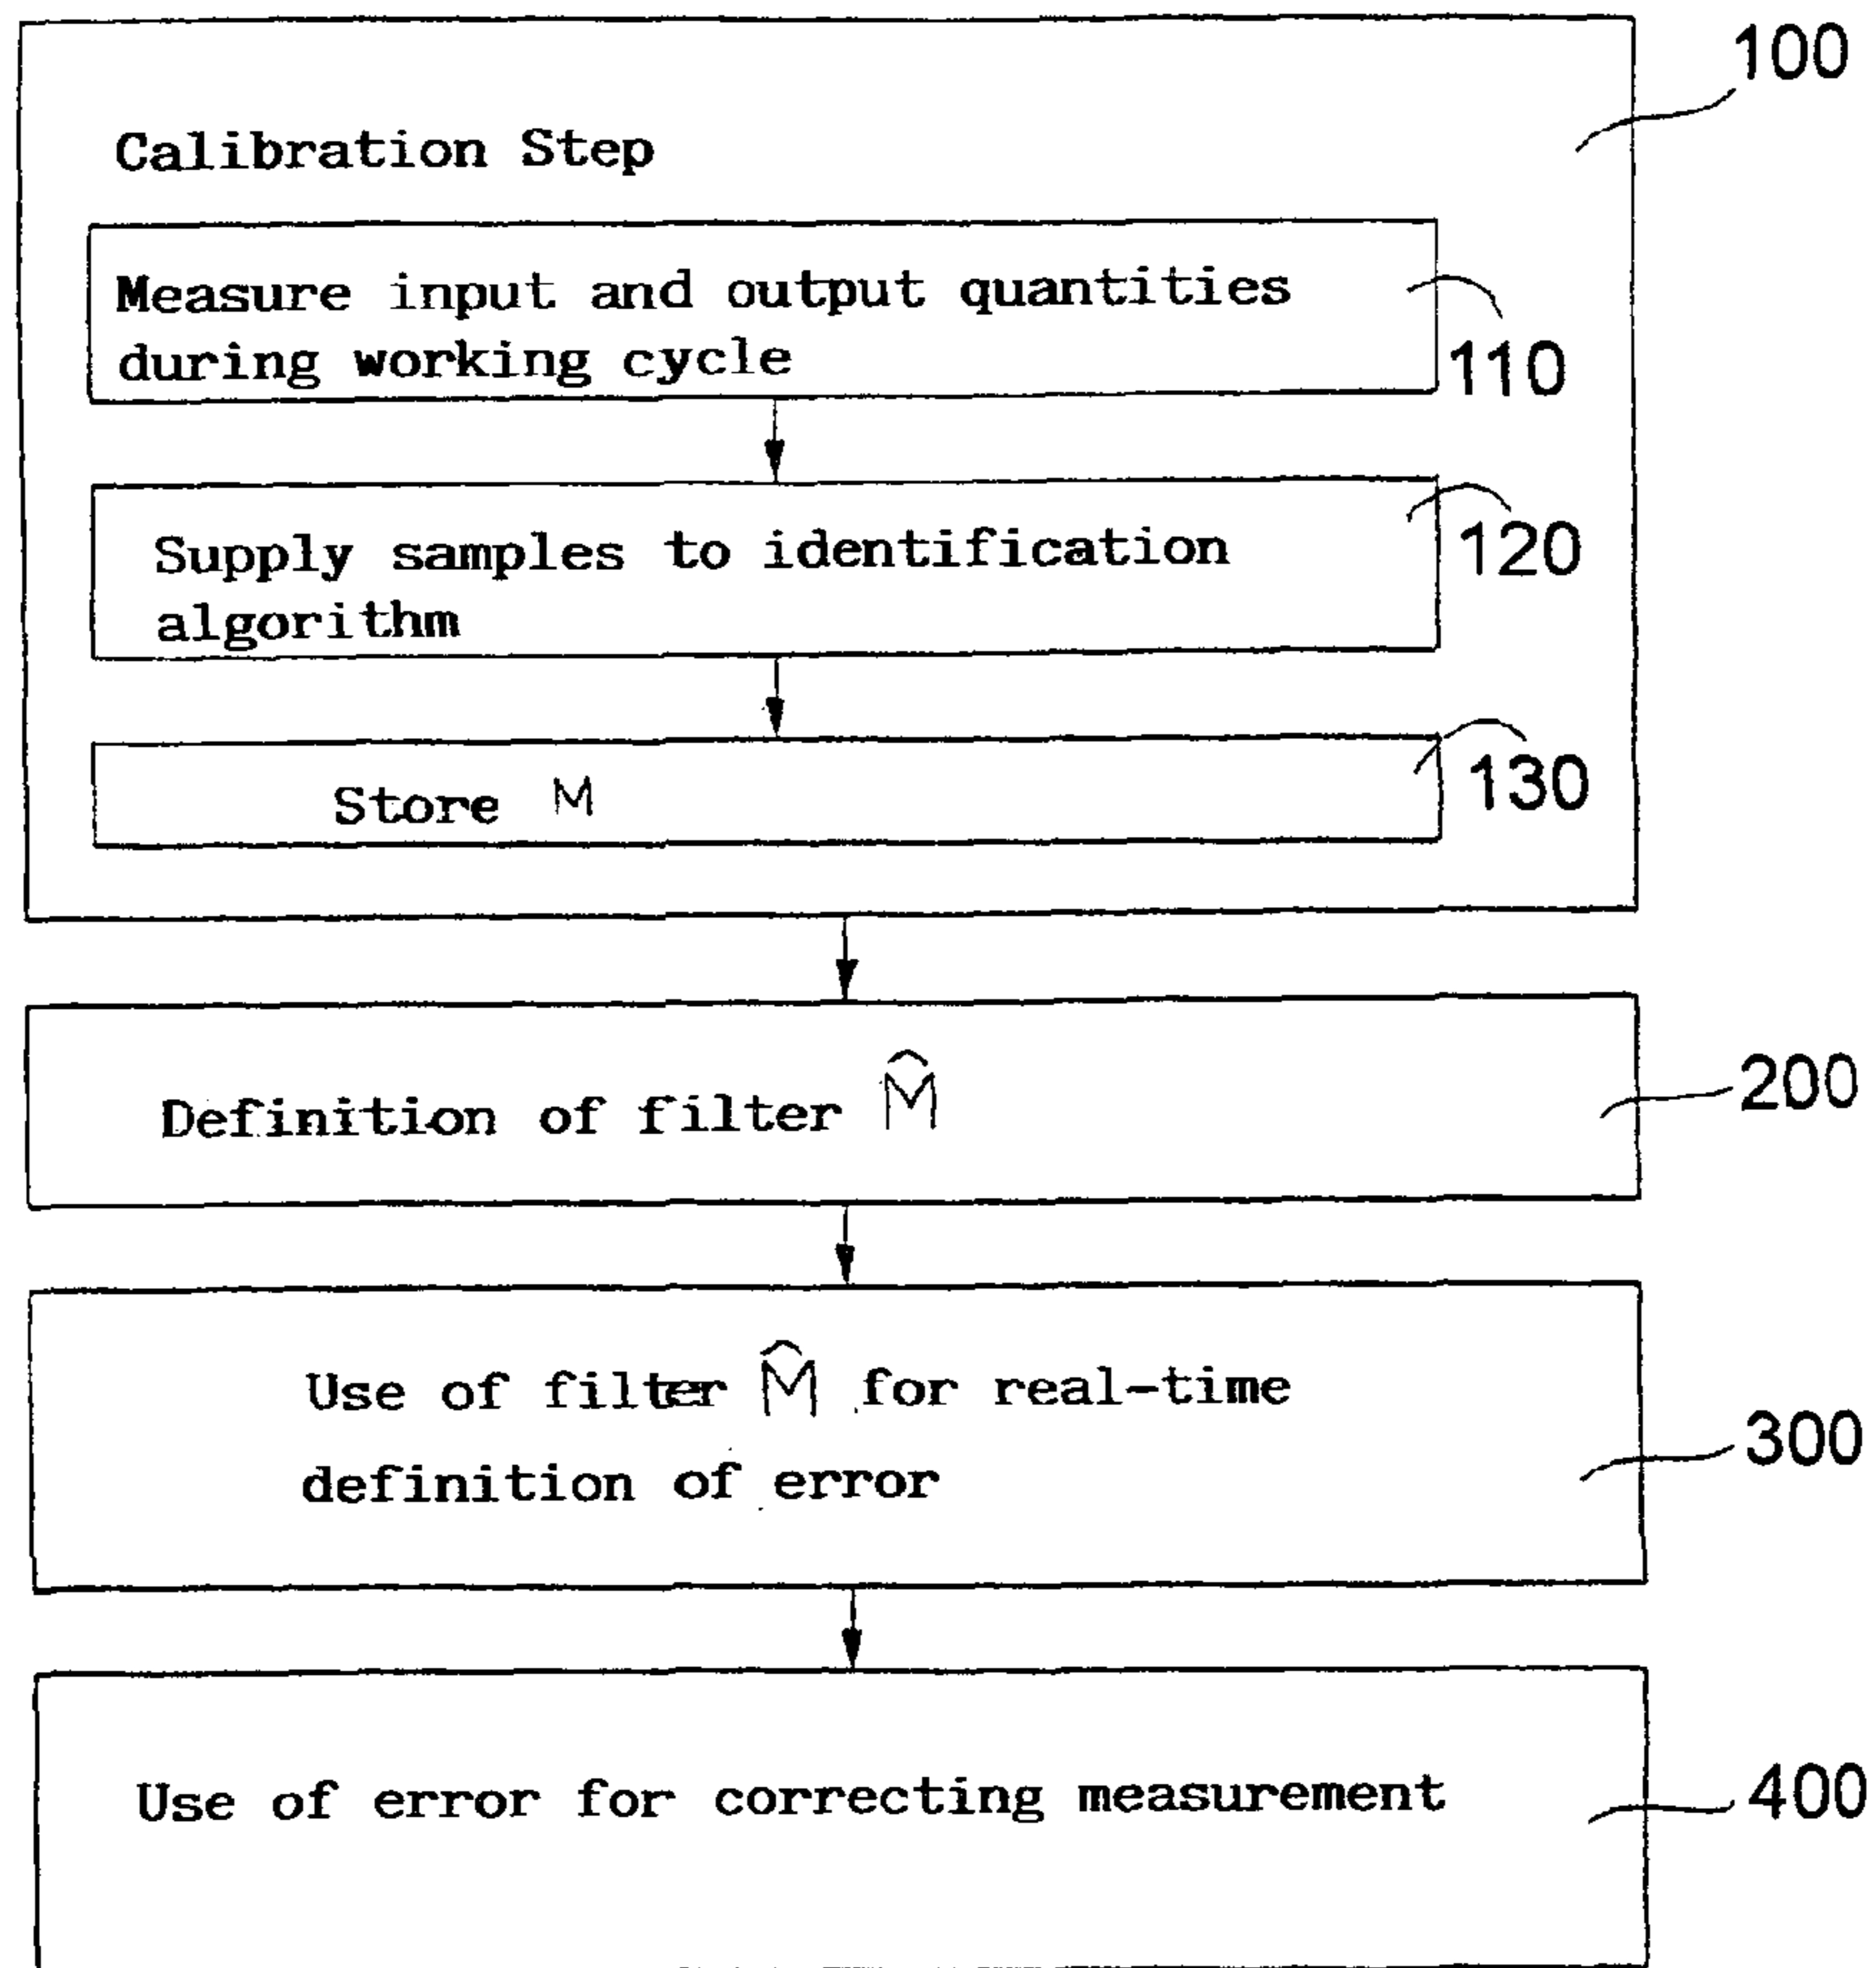 100
Calibration Step
Measure input and output quantities
during working cycle
110
Supply samples to identification
algorithm
120
Store M
130
Definition of filter M̂
200
Use of filter M̂ for real-time
definition of error
300
Use of error for correcting measurement
400